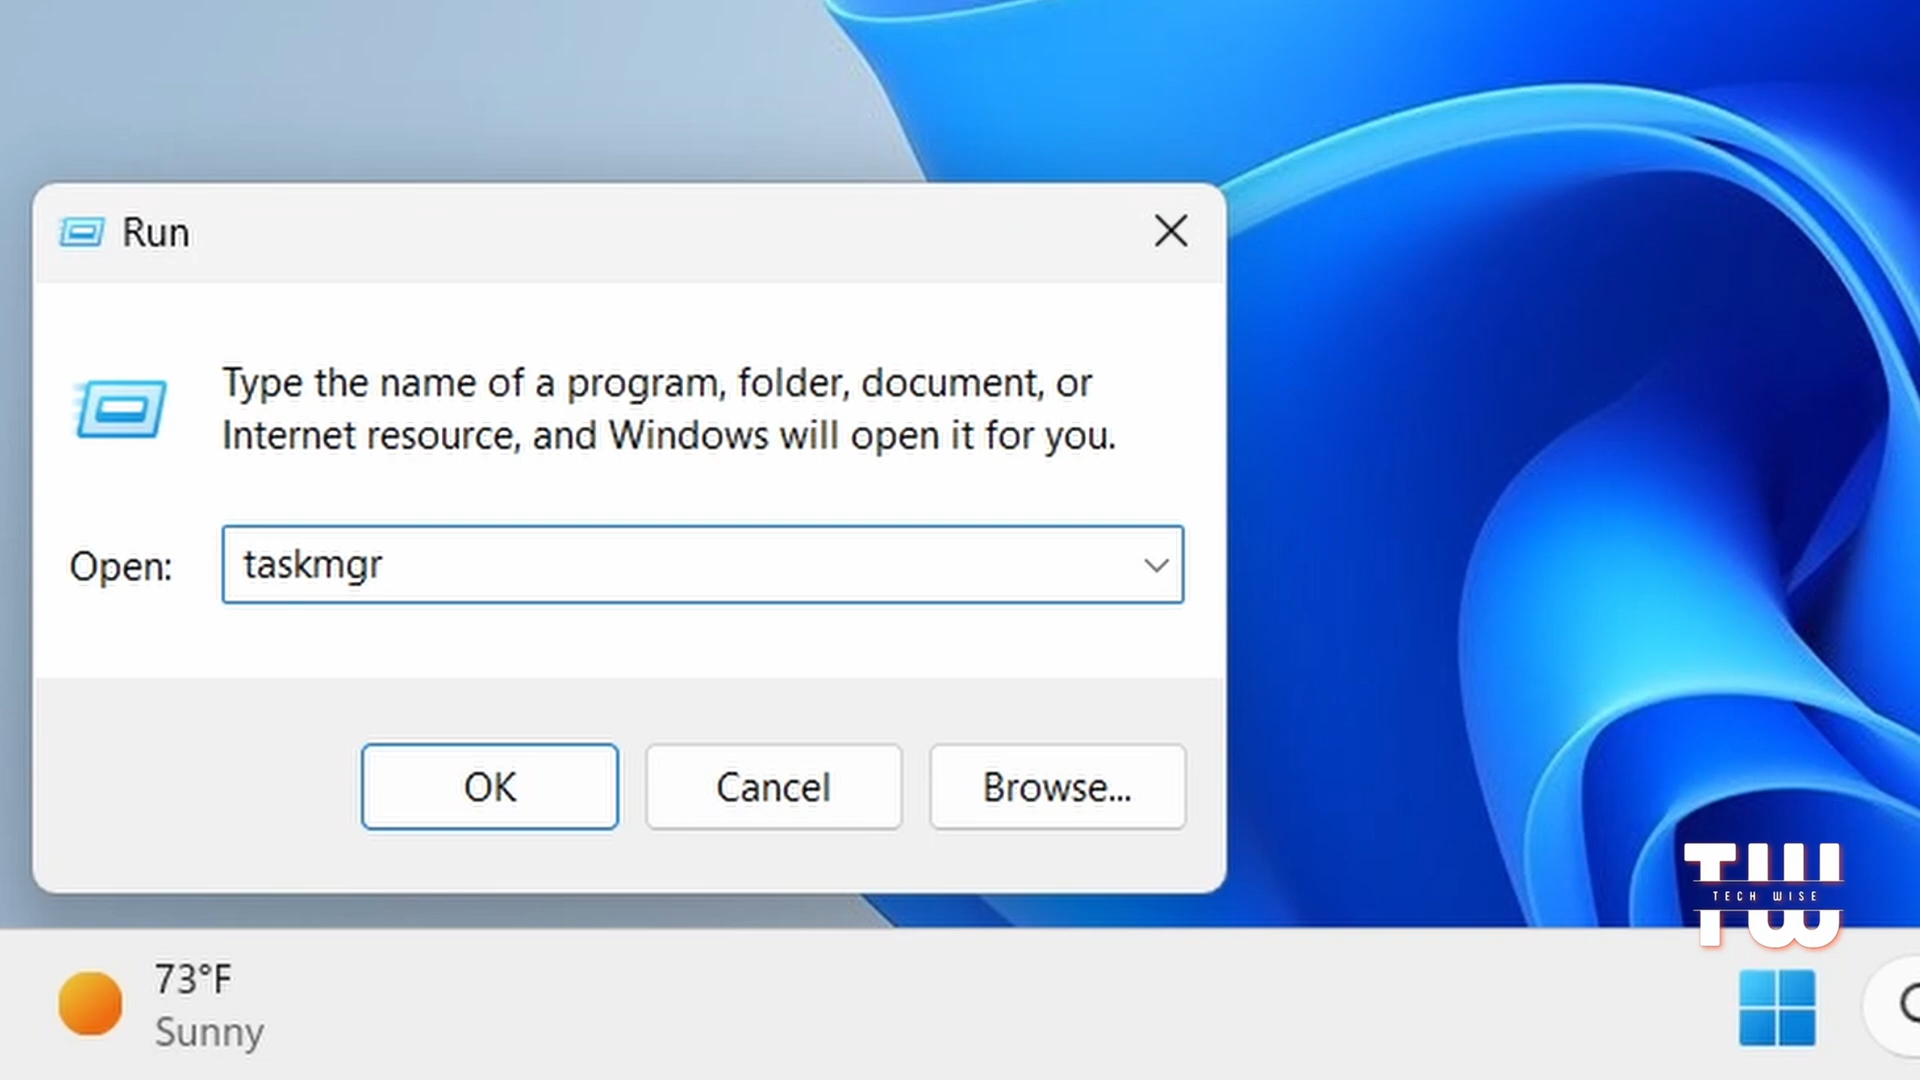 Run
Type the name of a program, folder, document, or
Internet resource, and Windows will open it for you.
Open:
taskmgr
OK
Cancel
Browse...
TW
TECH WISE
73°F
Sunny